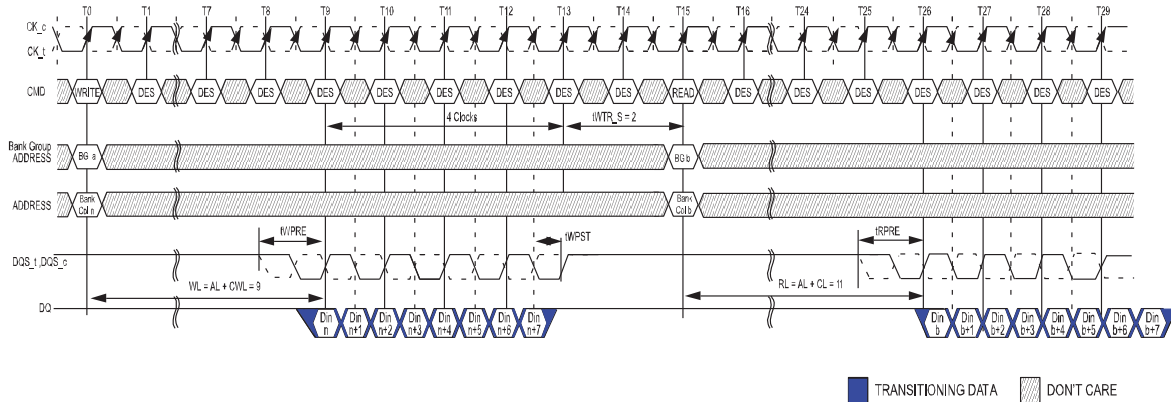 T0 T1 T7 T8 T9 T10 T11 T12 T13 T14 T15 T16 T24 T25 T26 T27 T28 T29
CK_c
CK_t
CMD WRITE DES DES DES DES DES DES DES DES DES READ DES DES DES DES DES DES DES
4 Clocks tWTR_S = 2
Bank Group
ADDRESS BG a BG b
ADDRESS Bank Col n Bank Col b
tWPRE tWPST tRPRE
DQS_t ,DQS_c
WL = AL + CWL = 9 RL = AL + CL = 11
DQ
Din n Din n+1 Din n+2 Din n+3 Din n+4 Din n+5 Din n+6 Din n+7 Din b Din b+1 Din b+2 Din b+3 Din b+4 Din b+5 Din b+6 Din b+7
TRANSITIONING DATA DON'T CARE